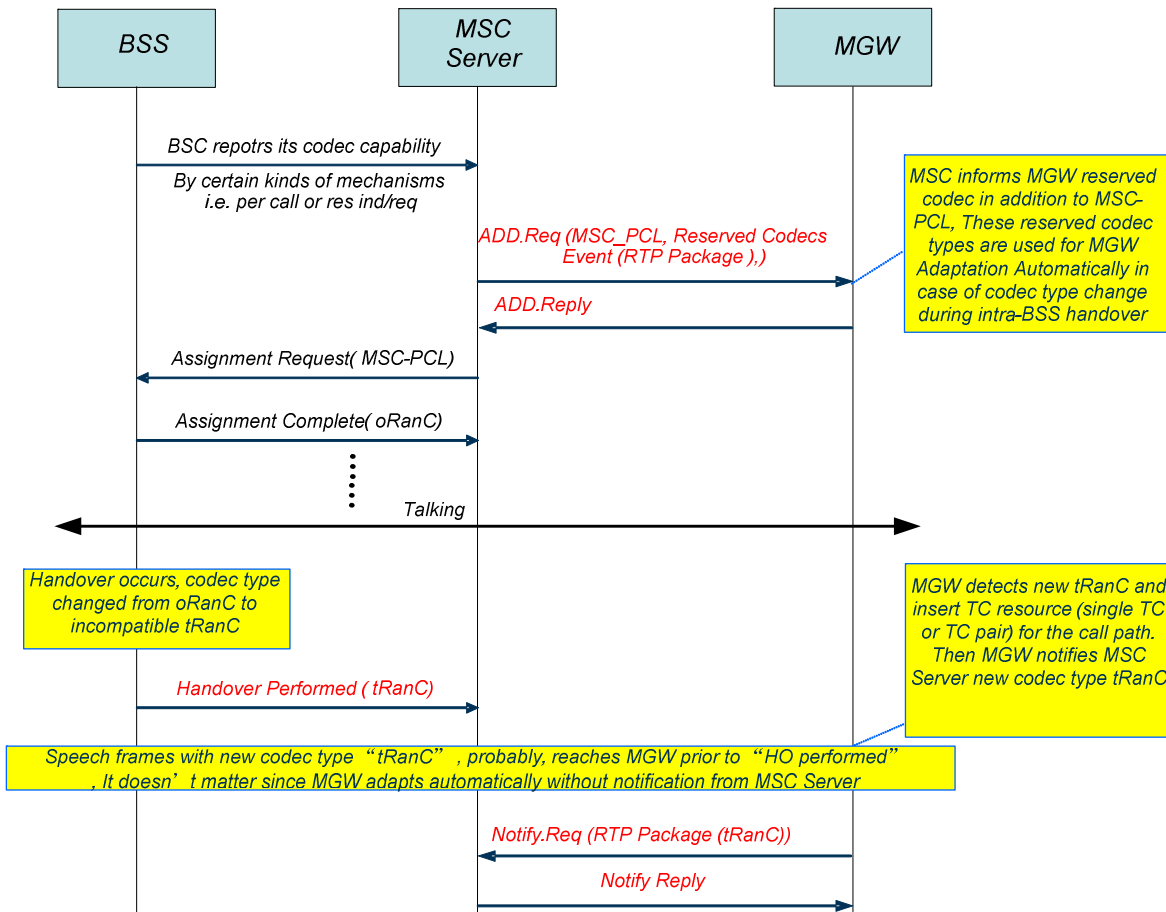 BSS
MSC
Server
MGW
BSC repotrs its codec capability
By certain kinds of mechanisms
i.e. per call or res ind/req
MSC informs MGW reserved
codec in addition to MSC-
PCL, These reserved codec
types are used for MGW
Adaptation Automatically in
case of codec type change
during intra-BSS handover
ADD.Req (MSC_PCL, Reserved Codecs
Event (RTP Package ),)
ADD.Reply
Assignment Request( MSC-PCL)
Assignment Complete( oRanC)
Talking
Handover occurs, codec type
changed from oRanC to
incompatible tRanC
MGW detects new tRanC and
insert TC resource (single TC
or TC pair) for the call path.
Then MGW notifies MSC
Server new codec type tRanC
Handover Performed ( tRanC)
Speech frames with new codec type “tRanC”, probably, reaches MGW prior to “HO performed”
, It doesn’t matter since MGW adapts automatically without notification from MSC Server
Notify.Req (RTP Package (tRanC))
Notify Reply